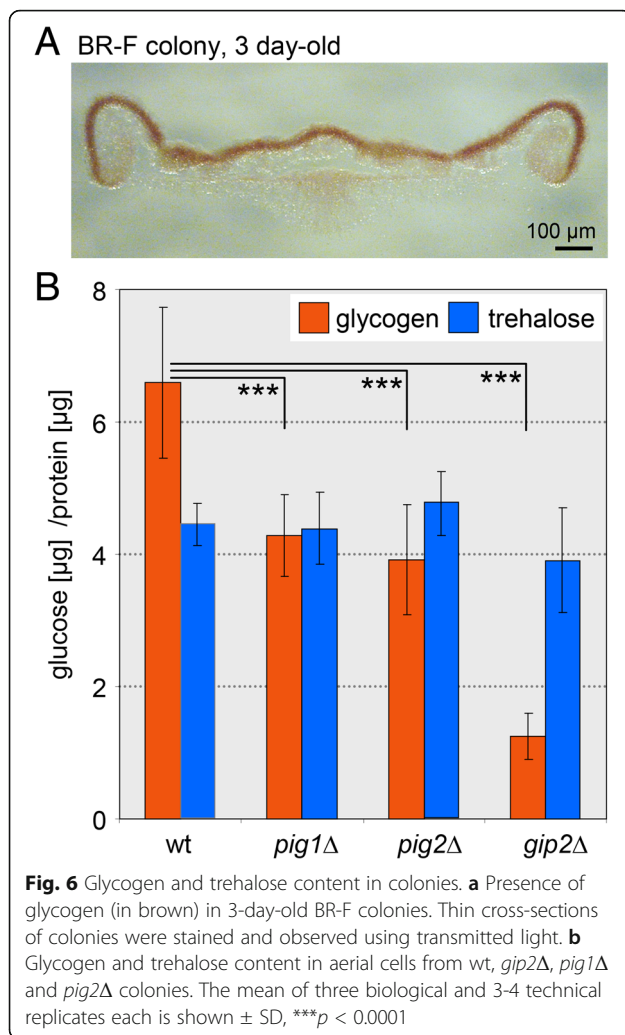 A BR-F colony, 3 day-old
100 µm
B
8
6
4
2
0
glucose [µg] /protein [µg]
glycogen trehalose
*** *** ***
wt pig1Δ pig2Δ gip2Δ
Fig. 6 Glycogen and trehalose content in colonies. a Presence of
glycogen (in brown) in 3-day-old BR-F colonies. Thin cross-sections
of colonies were stained and observed using transmitted light. b
Glycogen and trehalose content in aerial cells from wt, gip2Δ, pig1Δ
and pig2Δ colonies. The mean of three biological and 3-4 technical
replicates each is shown ± SD, ***p < 0.0001